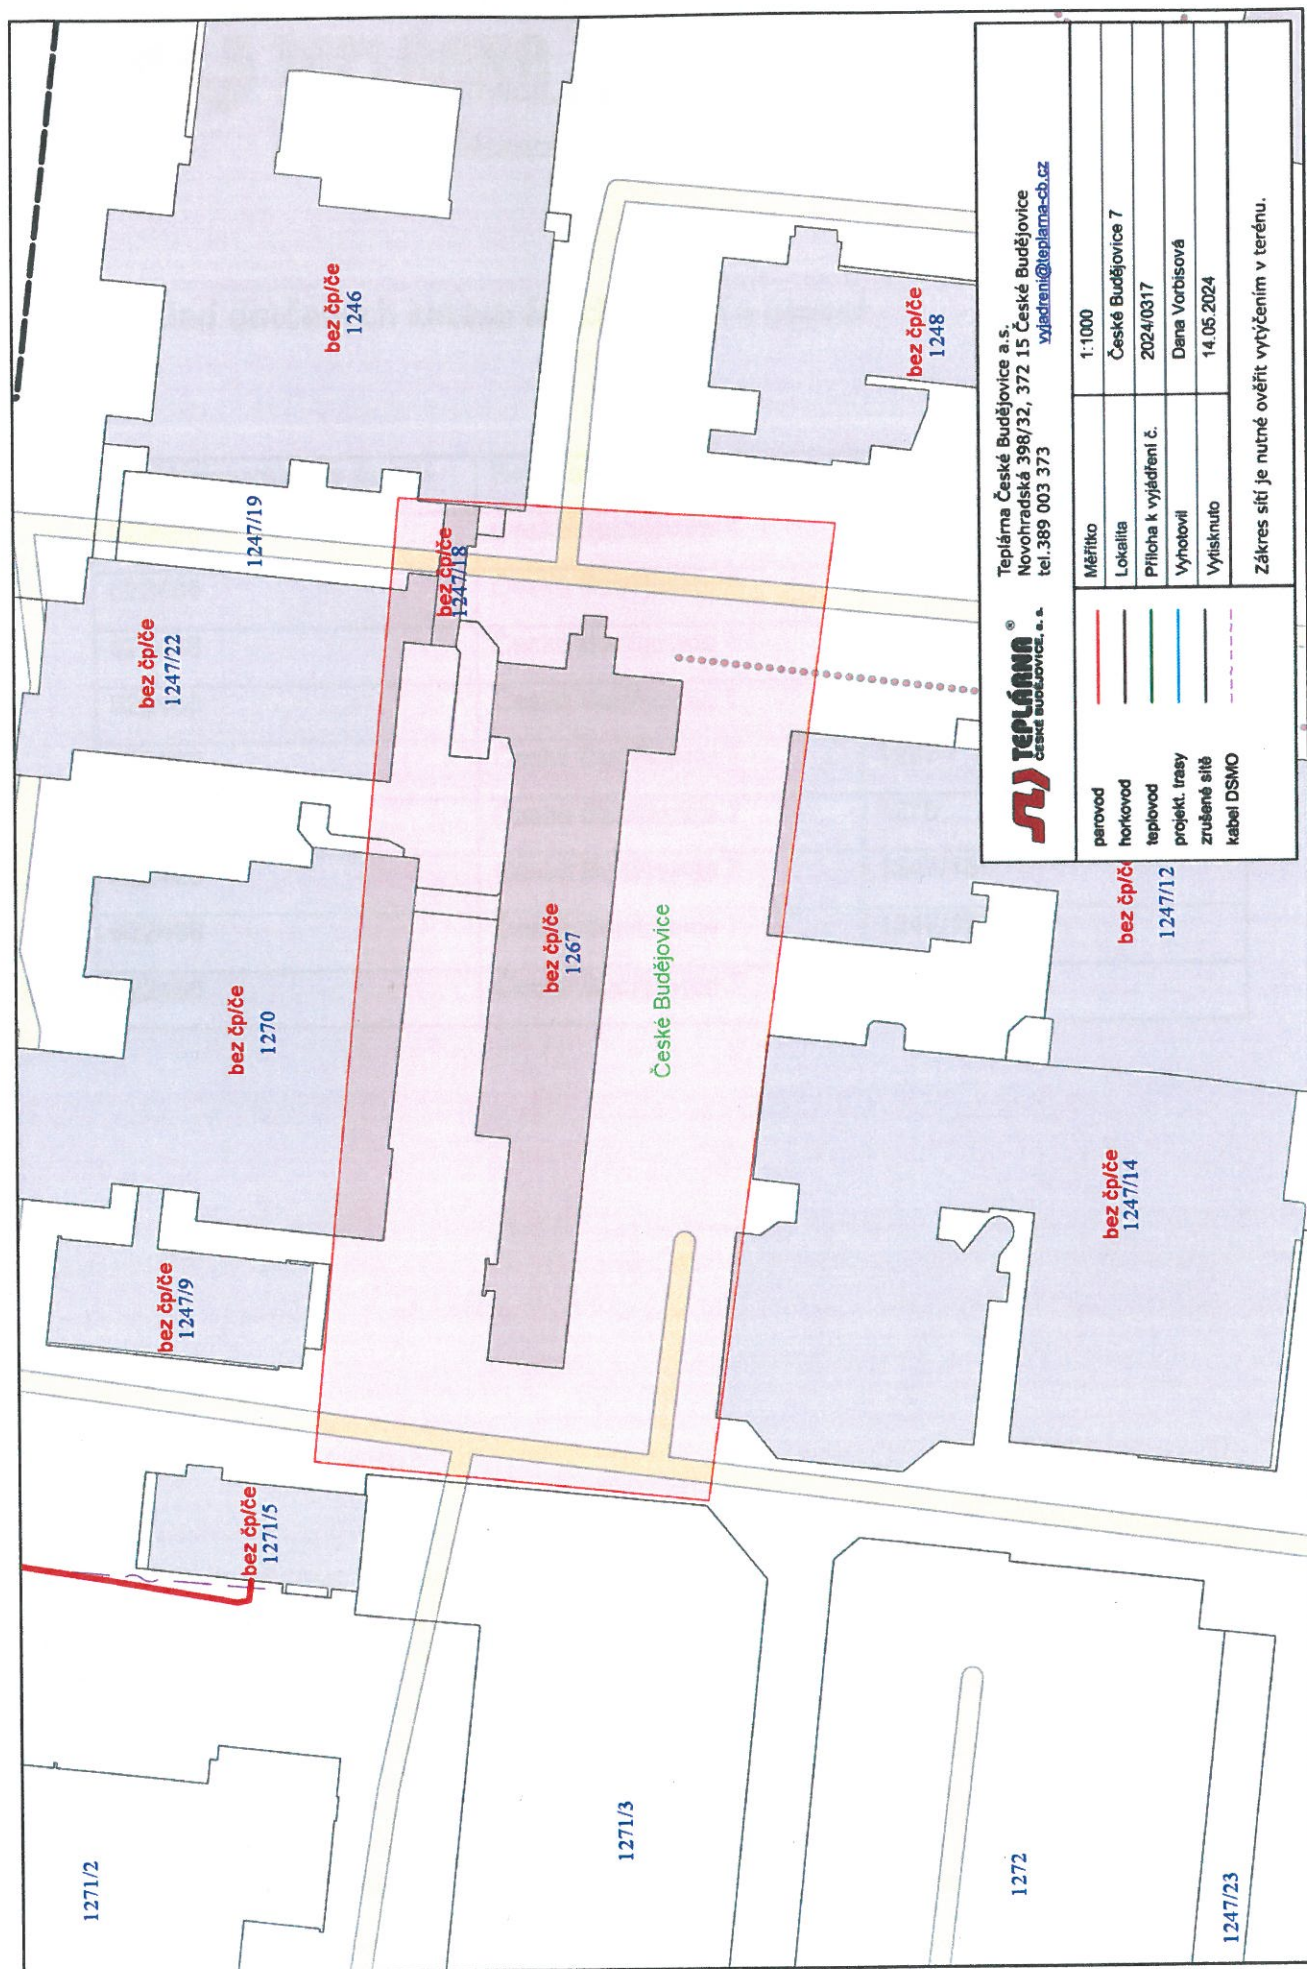 bez čp/če
1246
1247/19
bez čp/če
1247/22
bez čp/če
1247/18
bez čp/če
1248
bez čp/če
1270
bez čp/če
1267
České Budějovice
bez čp/če
1247/9
bez čp/če
1247/12
bez čp/če
1247/14
bez čp/če
1271/5
1271/2
1271/3
1272
1247/23
TEPLÁRNA ®
ČESKÉ BUDĚJOVICE, a. s.
Teplárna České Budějovice a.s.
Novohradská 398/32, 372 15 České Budějovice
tel.389 003 373 vyjadreni@teplarna-cb.cz
parovod
horkovod
teplovod
projekt. trasy
zrušené sítě
kabel DSMO
Měřítko 1:1000
Lokalita České Budějovice 7
Příloha k vyjádření č. 2024/0317
Vyhotovil Dana Vorbisová
Vytisknuto 14.05.2024
Zákres sítí je nutné ověřit vytýčením v terénu.